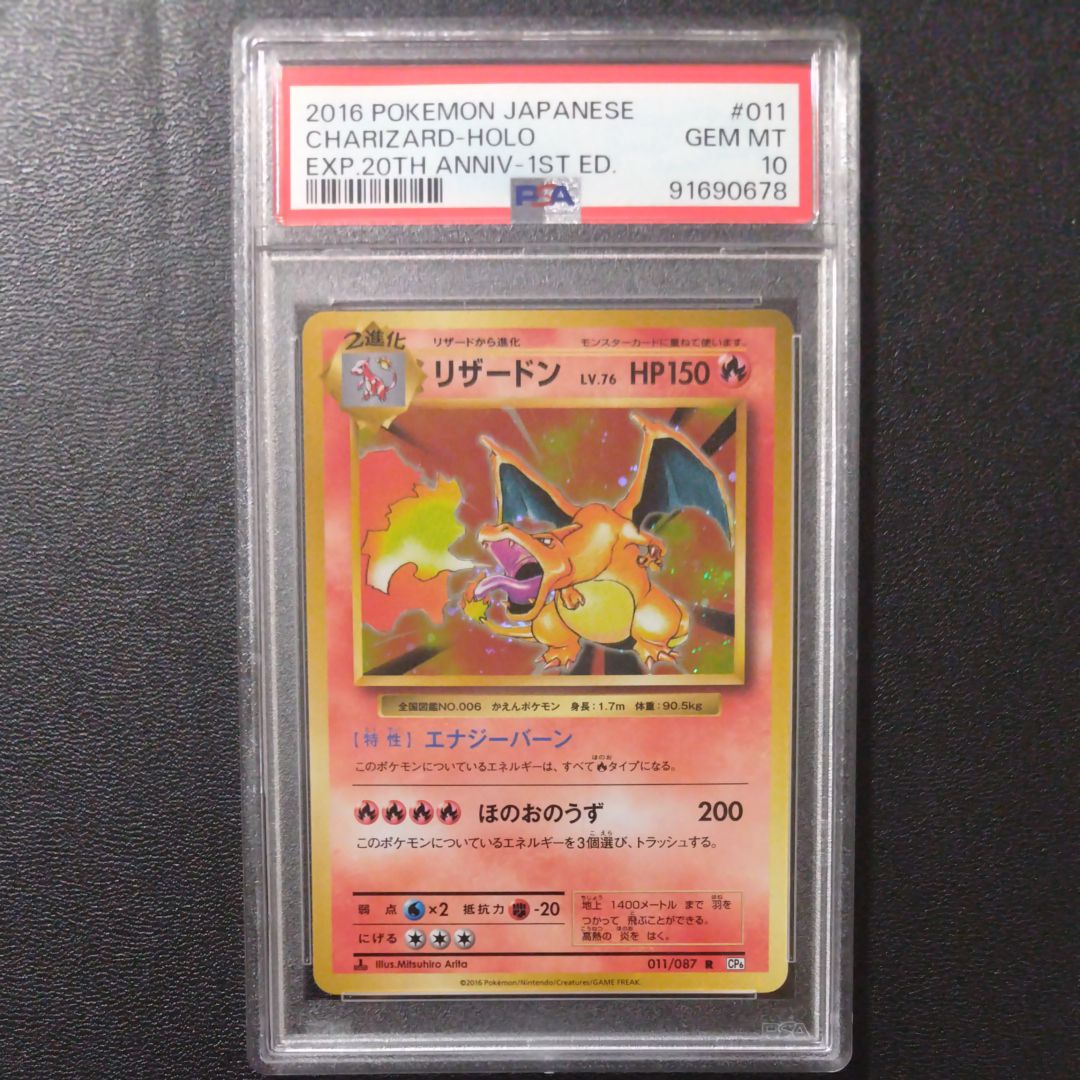 2016 POKEMON JAPANESE #011
CHARIZARD-HOLO GEM MT
EXP.20TH ANNIV-1ST ED. 10
PSA 91690678
2進化 リザードから進化 モンスターカードに重ねて使います。
リザードン LV.76 HP150
全国図鑑NO.006 かえんポケモン 身長:1.7m 体重:90.5kg
[特性] エナジーバーン
このポケモンについているエネルギーは、すべてタイプになる。
ほのおのうず 200
このポケモンについているエネルギーを3個選び、トラッシュする。
弱点 ×2 抵抗力 -20
にげる
地上 1400メートル まで 羽を
つかって 飛ぶことができる。
高熱の 炎を はく。
Illus.Mitsuhiro Arita 011/087 R CP6
©2016 Pokémon/Nintendo/Creatures/GAME FREAK.
PSA